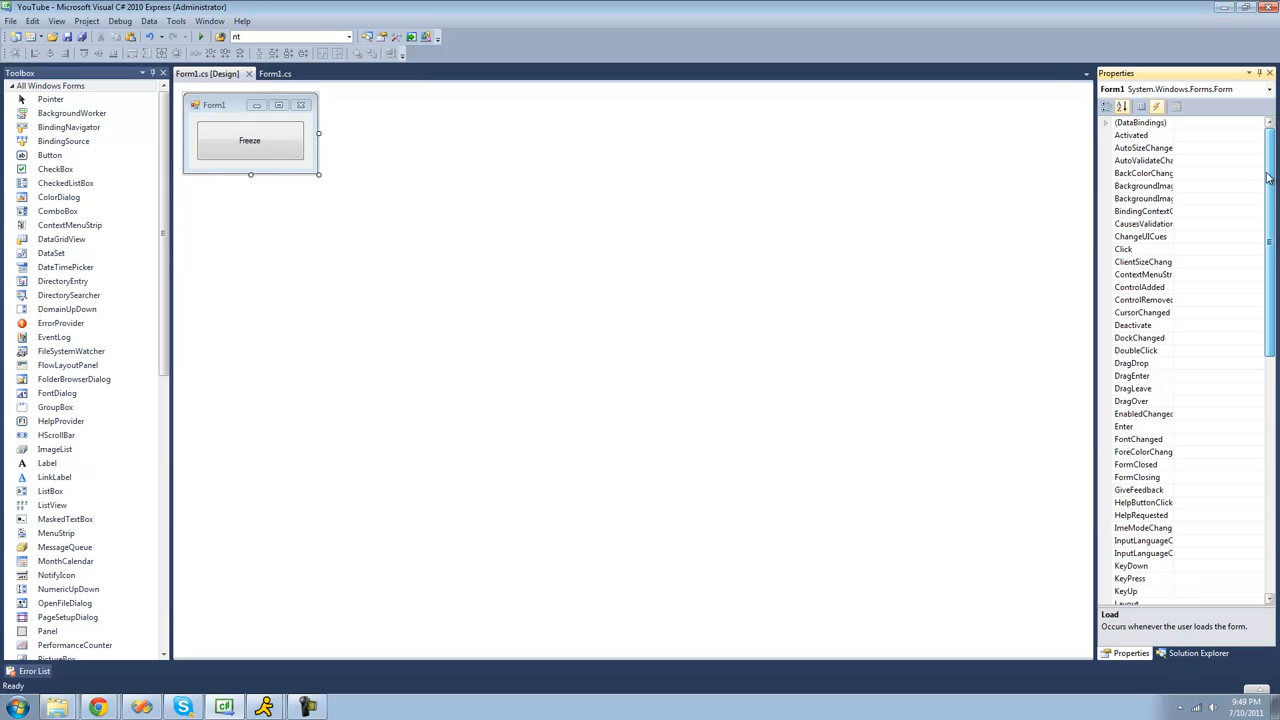 YouTube - Microsoft Visual C# 2010 Express (Administrator)
File Edit View Project Debug Data Tools Window Help
nt
Toolbox
All Windows Forms
Pointer
BackgroundWorker
BindingNavigator
BindingSource
Button
CheckBox
CheckedListBox
ColorDialog
ComboBox
ContextMenuStrip
DataGridView
DataSet
DateTimePicker
DirectoryEntry
DirectorySearcher
DomainUpDown
ErrorProvider
EventLog
FileSystemWatcher
FlowLayoutPanel
FolderBrowserDialog
FontDialog
GroupBox
HelpProvider
HScrollBar
ImageList
Label
LinkLabel
ListBox
ListView
MaskedTextBox
MenuStrip
MessageQueue
MonthCalendar
NotifyIcon
NumericUpDown
OpenFileDialog
PageSetupDialog
Panel
PerformanceCounter
PictureBox
Form1.cs [Design] Form1.cs
Form1
Freeze
Properties
Form1 System.Windows.Forms.Form
(DataBindings)
Activated
AutoSizeChange
AutoValidateCha
BackColorChang
BackgroundImag
BackgroundImag
BindingContextC
CausesValidation
ChangeUICues
Click
ClientSizeChang
ContextMenuStr
ControlAdded
ControlRemoved
CursorChanged
Deactivate
DockChanged
DoubleClick
DragDrop
DragEnter
DragLeave
DragOver
EnabledChanged
Enter
FontChanged
ForeColorChang
FormClosed
FormClosing
GiveFeedback
HelpButtonClick
HelpRequested
ImeModeChang
InputLanguageC
InputLanguageC
KeyDown
KeyPress
KeyUp
Layout
Load
Occurs whenever the user loads the form.
Properties Solution Explorer
Error List
Ready
9:49 PM
7/10/2011